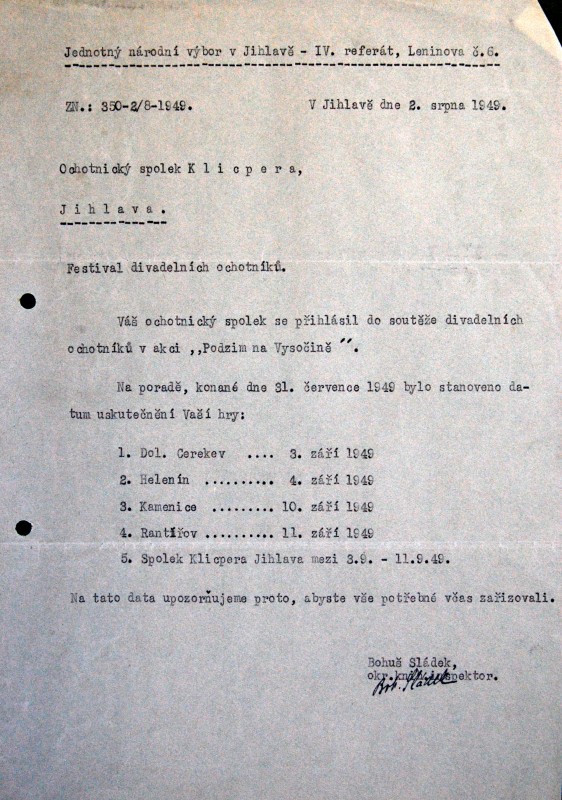 Jednotný národní výbor v Jihlavě - IV. referát, Leninova č.6.
ZN.: 350-2/8-1949. V Jihlavě dne 2. srpna 1949.
Ochotnický spolek K l i c p e r a,
J i h l a v a .
Festival divadelních ochotníků.
Váš ochotnický spolek se přihlásil do soutěže divadelních
ochotníků v akci ,,Podzim na Vysočině ´´.
Na poradě, konané dne 31. července 1949 bylo stanoveno da-
tum uskutečnění Vaší hry:
1. Dol. Cerekev .... 3. září 1949
2. Helenín .......... 4. září 1949
3. Kamenice ......... 10. září 1949
4. Rantířov .......... 11. září 1949
5. Spolek Klicpera Jihlava mezi 3.9. - 11.9.49.
Na tato data upozorňujeme proto, abyste vše potřebné včas zařizovali.
Bohuš Sládek,
okr. inspektor.
Boh. Sládek